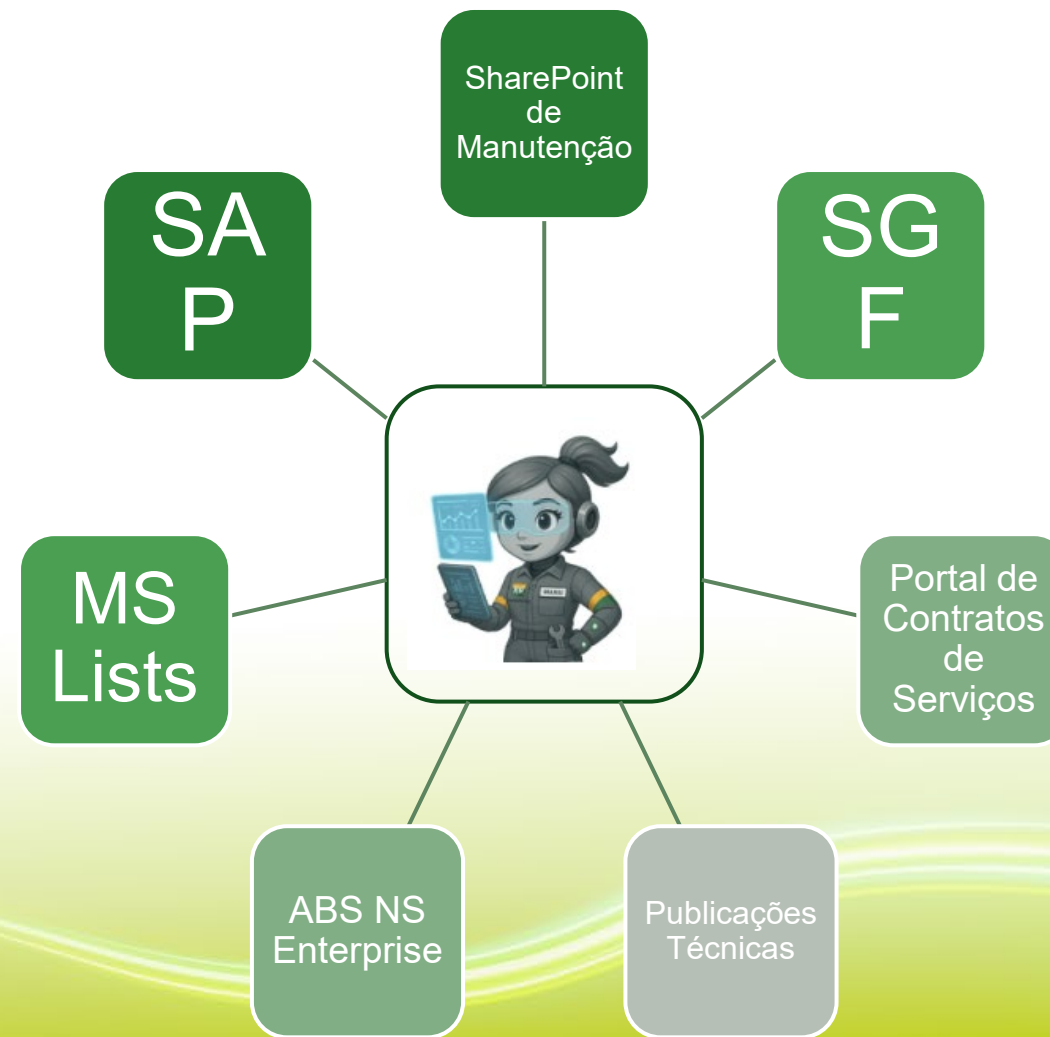 SharePoint
de
Manutenção
SA
P
SG
F
MS
Lists
Portal de
Contratos
de
Serviços
ABS NS
Enterprise
Publicações
Técnicas